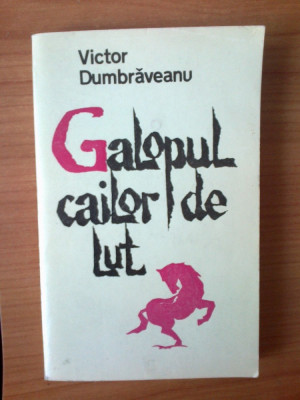 Victor
Dumbrăveanu
Galopul
cailor de
lut